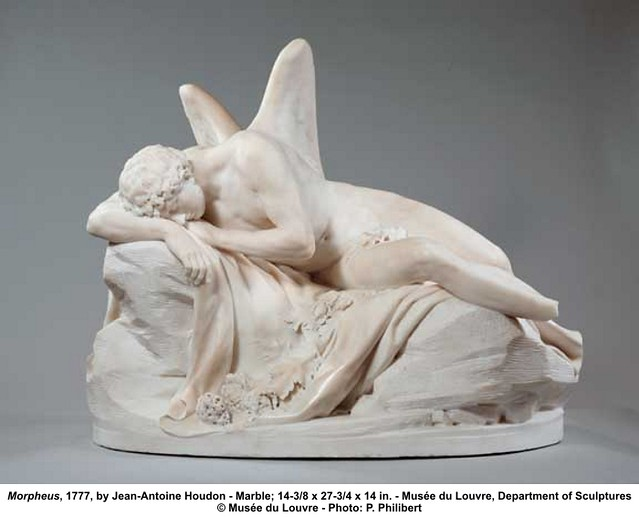 Morpheus, 1777, by Jean-Antoine Houdon - Marble; 14-3/8 x 27-3/4 x 14 in. - Musée du Louvre, Department of Sculptures
© Musée du Louvre - Photo: P. Philibert